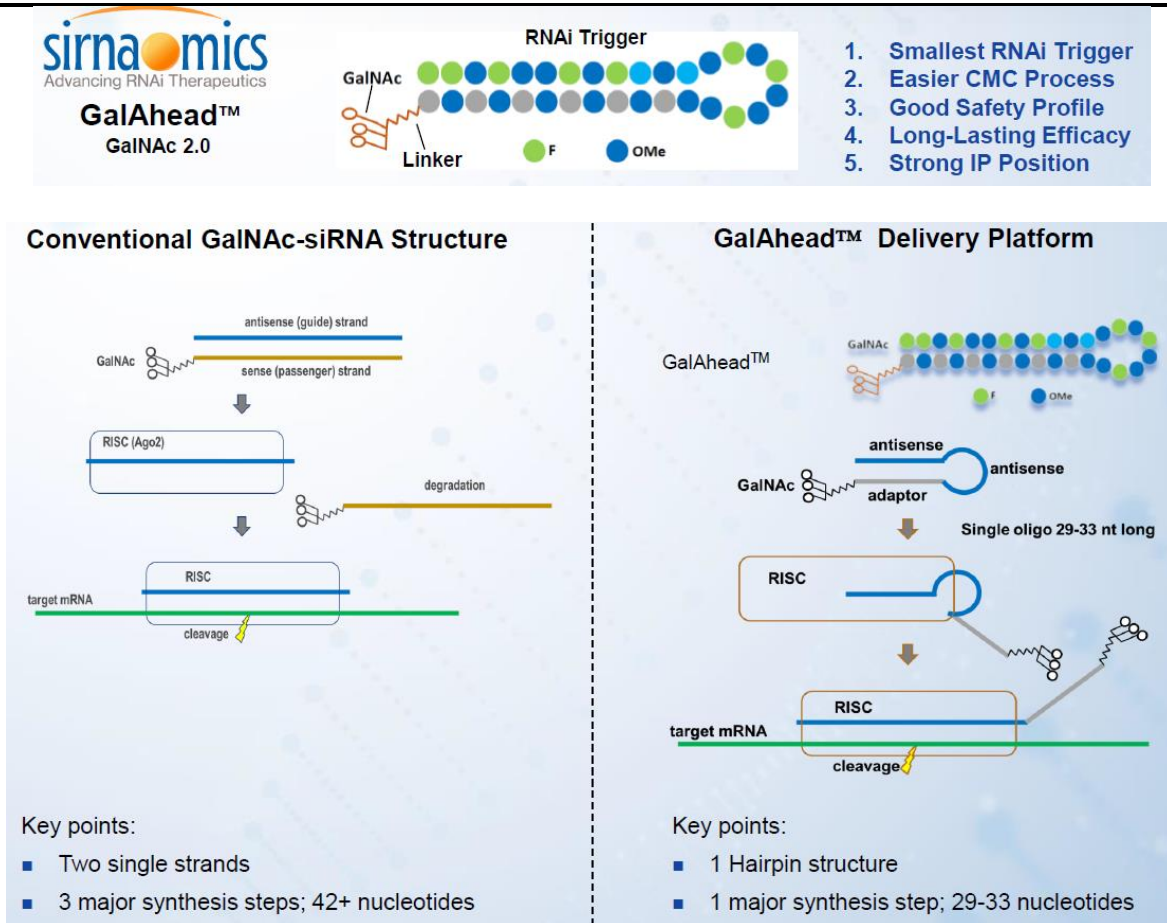 sirnaomics
Advancing RNAi Therapeutics
GalAhead™
GalNAc 2.0
RNAi Trigger
GalNAc
Linker
F
OMe
1. Smallest RNAi Trigger
2. Easier CMC Process
3. Good Safety Profile
4. Long-Lasting Efficacy
5. Strong IP Position
Conventional GalNAc-siRNA Structure
antisense (guide) strand
GalNAc
sense (passenger) strand
RISC (Ago2)
degradation
RISC
target mRNA
cleavage
Key points:
■ Two single strands
■ 3 major synthesis steps; 42+ nucleotides
GalAhead™ Delivery Platform
GalNAc
GalAhead™
F
OMe
antisense
antisense
GalNAc
adaptor
Single oligo 29-33 nt long
RISC
RISC
target mRNA
cleavage
Key points:
■ 1 Hairpin structure
■ 1 major synthesis step; 29-33 nucleotides